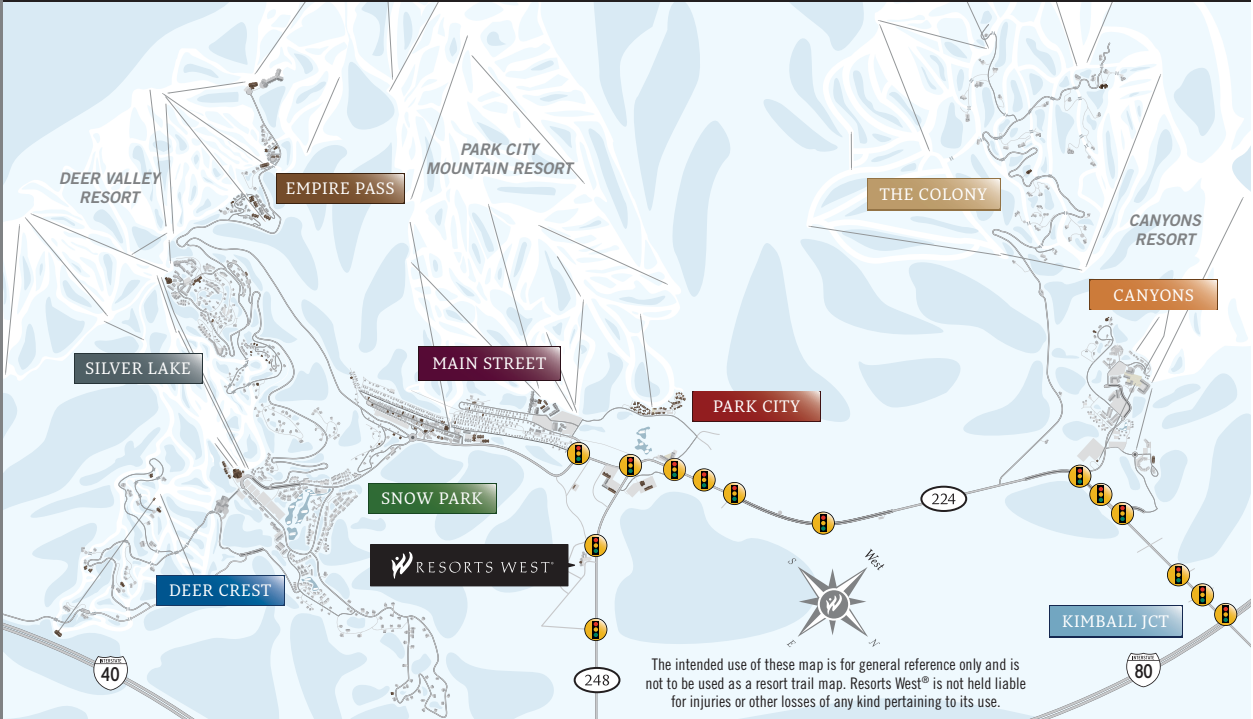 DEER VALLEY
RESORT
EMPIRE PASS
PARK CITY
MOUNTAIN RESORT
THE COLONY
CANYONS
RESORT
CANYONS
SILVER LAKE
MAIN STREET
PARK CITY
SNOW PARK
224
RESORTS WEST®
DEER CREST
S
West
E
N
KIMBALL JCT
INTERSTATE
40
248
The intended use of these map is for general reference only and is
not to be used as a resort trail map. Resorts West® is not held liable
for injuries or other losses of any kind pertaining to its use.
INTERSTATE
80